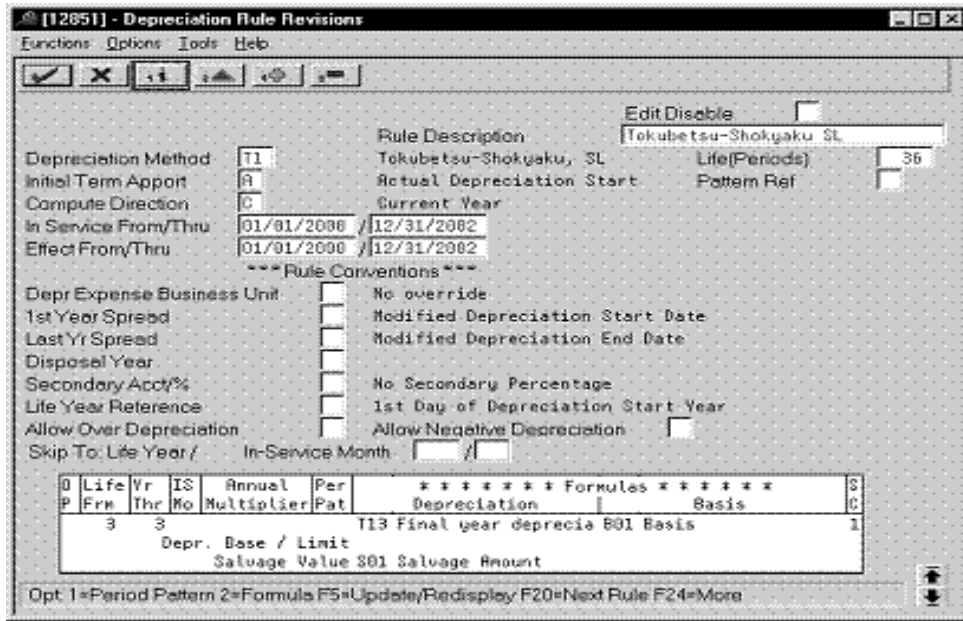 [12851] - Depreciation Rule Revisions
Functions Options Tools Help
Edit Disable
Rule Description Tokubetsu-Shokyaku SL
Depreciation Method T1 Tokubetsu-Shokyaku, SL Life(Periods) 36
Initial Term Apport A Actual Depreciation Start Pattern Ref
Compute Direction C Current Year
In Service From/Thru 01/01/2000 / 12/31/2002
Effect From/Thru 01/01/2000 / 12/31/2002
*** Rule Conventions ***
Depr Expense Business Unit No override
1st Year Spread Modified Depreciation Start Date
Last Yr Spread Modified Depreciation End Date
Disposal Year
Secondary Acct/% No Secondary Percentage
Life Year Reference 1st Day of Depreciation Start Year
Allow Over Depreciation Allow Negative Depreciation
Skip To: Life Year / In-Service Month /
O Life Yr IS Annual Per * * * * * * * Formulas * * * * * * S
P Frm Thr Mo Multiplier Pat Depreciation | Basis C
3 3 T13 Final year deprecia B01 Basis 1
Depr. Base / Limit
Salvage Value S01 Salvage Amount
Opt: 1=Period Pattern 2=Formula F5=Update/Redisplay F20=Next Rule F24=More